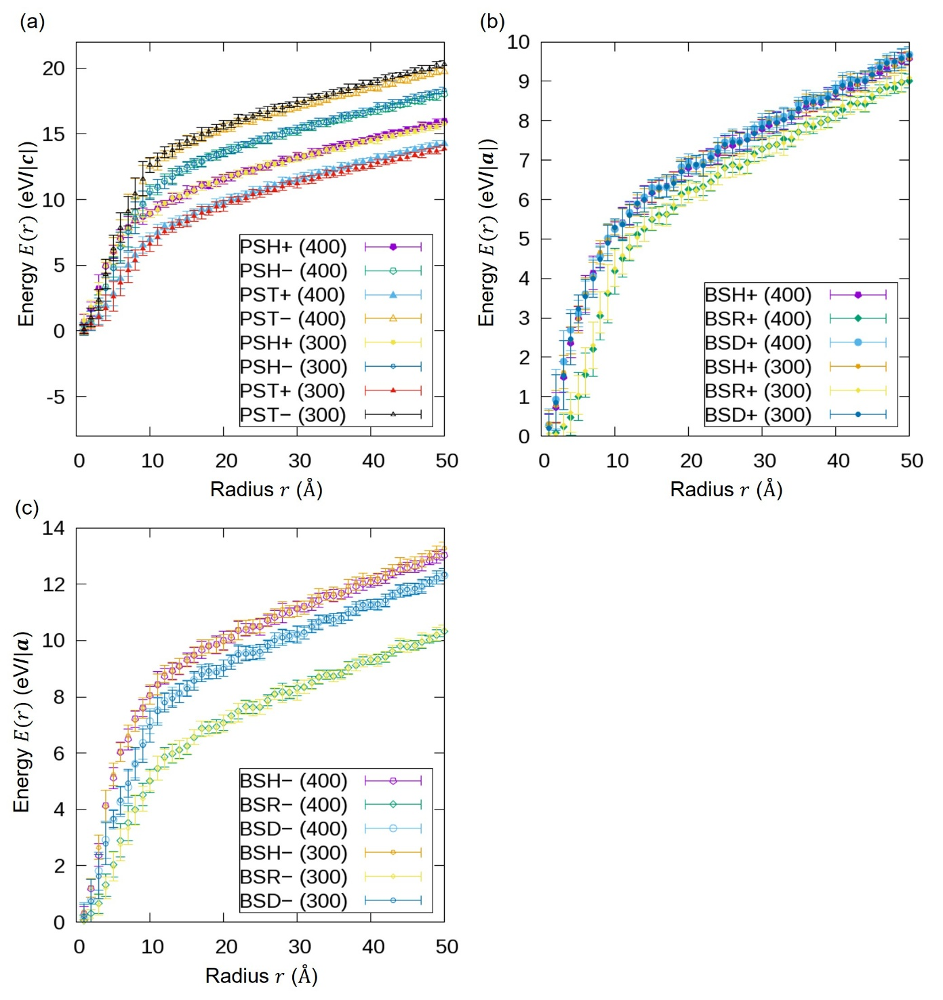 (a)
20
15
10
5
0
-5
Energy E(r) (eV/|c|)
PSH+ (400)
PSH− (400)
PST+ (400)
PST− (400)
PSH+ (300)
PSH− (300)
PST+ (300)
PST− (300)
0 10 20 30 40 50
Radius r (Å)
(b)
10
9
8
7
6
5
4
3
2
1
0
Energy E(r) (eV/|a|)
BSH+ (400)
BSR+ (400)
BSD+ (400)
BSH+ (300)
BSR+ (300)
BSD+ (300)
0 10 20 30 40 50
Radius r (Å)
(c)
14
12
10
8
6
4
2
0
Energy E(r) (eV/|a)
BSH− (400)
BSR− (400)
BSD− (400)
BSH− (300)
BSR− (300)
BSD− (300)
0 10 20 30 40 50
Radius r (Å)